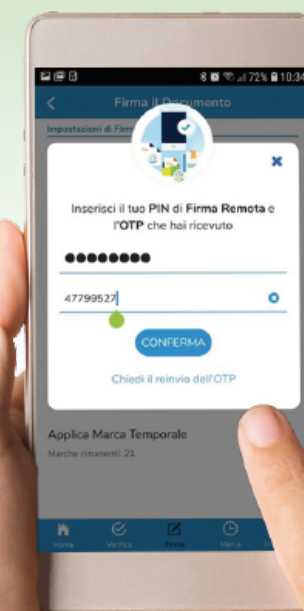 72% 10:34
Firma il Documento
Impostazioni di Firm
Inserisci il tuo PIN di Firma Remota e
l'OTP che hai ricevuto
●●●●●●●●
47799527
CONFERMA
Chiedi il reinvio dell'OTP
Applica Marca Temporale
Marche rimanenti: 21
Home Verifica Firma Marca